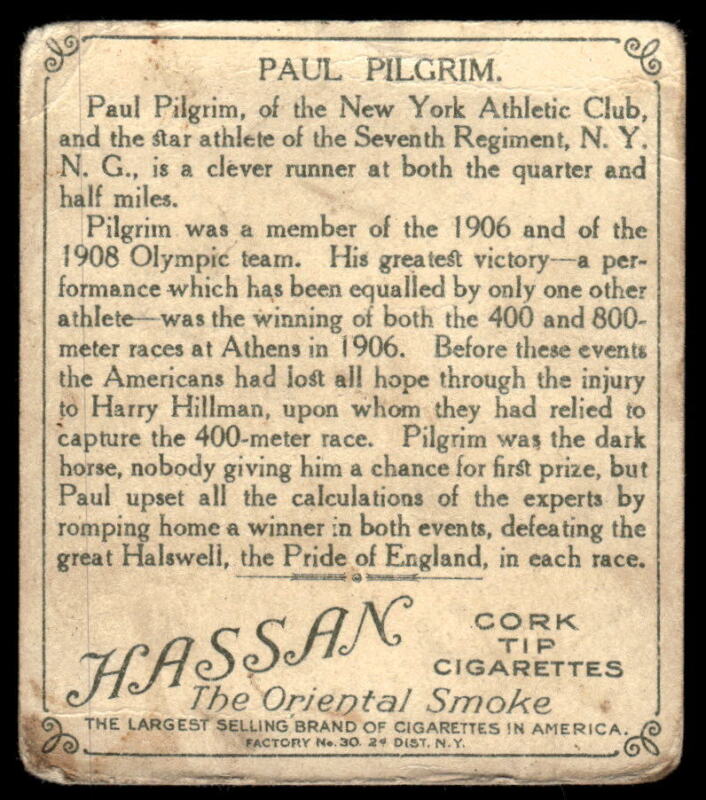 PAUL PILGRIM.
Paul Pilgrim, of the New York Athletic Club,
and the star athlete of the Seventh Regiment, N. Y.
N. G., is a clever runner at both the quarter and
half miles.
Pilgrim was a member of the 1906 and of the
1908 Olympic team. His greatest victory—a per-
formance which has been equalled by only one other
athlete—was the winning of both the 400 and 800-
meter races at Athens in 1906. Before these events
the Americans had lost all hope through the injury
to Harry Hillman, upon whom they had relied to
capture the 400-meter race. Pilgrim was the dark
horse, nobody giving him a chance for first prize, but
Paul upset all the calculations of the experts by
romping home a winner in both events, defeating the
great Halswell, the Pride of England, in each race.
HASSAN
CORK
TIP
CIGARETTES
The Oriental Smoke
THE LARGEST SELLING BRAND OF CIGARETTES IN AMERICA.
FACTORY No. 30. 2d DIST. N.Y.